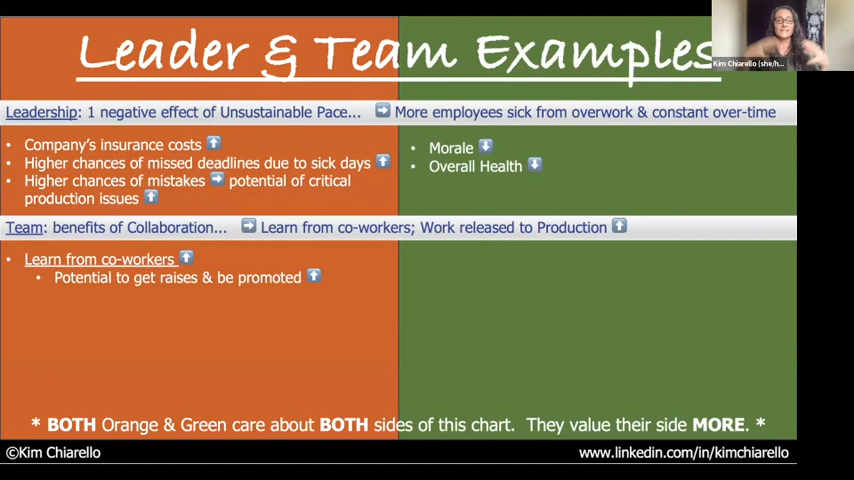 Leader & Team Examples
Kim Chiarello (she/h...
Leadership: 1 negative effect of Unsustainable Pace... ➡ More employees sick from overwork & constant over-time
• Company's insurance costs ⬆
• Higher chances of missed deadlines due to sick days ⬆
• Higher chances of mistakes ➡ potential of critical
production issues ⬆
• Morale ⬇
• Overall Health ⬇
Team: benefits of Collaboration... ➡ Learn from co-workers; Work released to Production ⬆
• Learn from co-workers ⬆
• Potential to get raises & be promoted ⬆
* BOTH Orange & Green care about BOTH sides of this chart. They value their side MORE. *
©Kim Chiarello
www.linkedin.com/in/kimchiarello